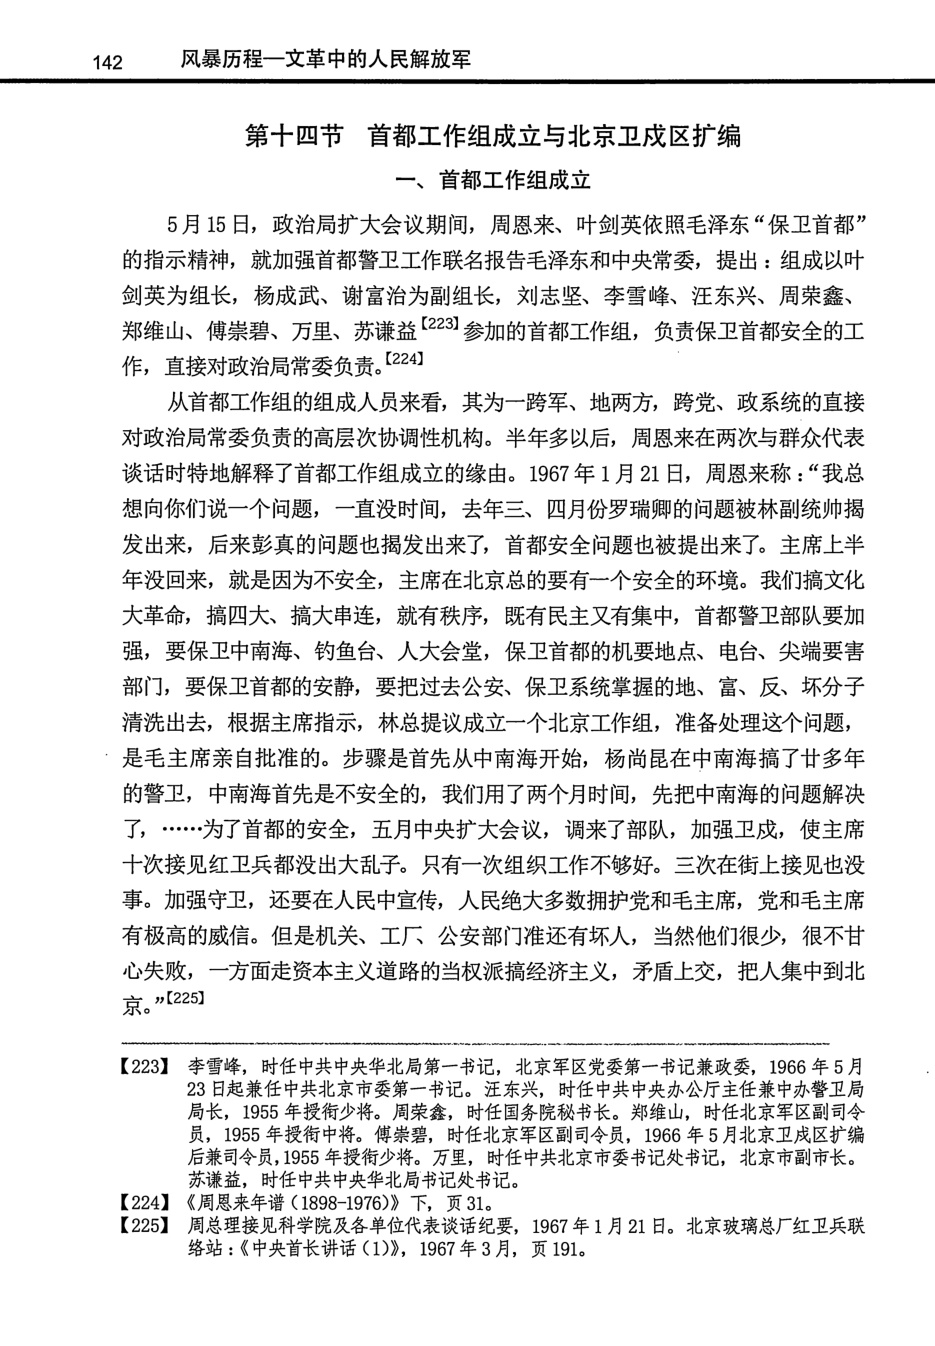 142 风暴历程—文革中的人民解放军
第十四节 首都工作组成立与北京卫戍区扩编
一、首都工作组成立
5月15日，政治局扩大会议期间，周恩来、叶剑英依照毛泽东“保卫首都”
的指示精神，就加强首都警卫工作联名报告毛泽东和中央常委，提出：组成以叶
剑英为组长，杨成武、谢富治为副组长，刘志坚、李雪峰、汪东兴、周荣鑫、
郑维山、傅崇碧、万里、苏谦益【223】参加的首都工作组，负责保卫首都安全的工
作，直接对政治局常委负责。【224】
从首都工作组的组成人员来看，其为一跨军、地两方，跨党、政系统的直接
对政治局常委负责的高层次协调性机构。半年多以后，周恩来在两次与群众代表
谈话时特地解释了首都工作组成立的缘由。1967年1月21日，周恩来称：“我总
想向你们说一个问题，一直没时间，去年三、四月份罗瑞卿的问题被林副统帅揭
发出来，后来彭真的问题也揭发出来了，首都安全问题也被提出来了。主席上半
年没回来，就是因为不安全，主席在北京总的要有一个安全的环境。我们搞文化
大革命，搞四大、搞大串连，就有秩序，既有民主又有集中，首都警卫部队要加
强，要保卫中南海、钓鱼台、人大会堂，保卫首都的机要地点、电台、尖端要害
部门，要保卫首都的安静，要把过去公安、保卫系统掌握的地、富、反、坏分子
清洗出去，根据主席指示，林总提议成立一个北京工作组，准备处理这个问题，
是毛主席亲自批准的。步骤是首先从中南海开始，杨尚昆在中南海搞了廿多年
的警卫，中南海首先是不安全的，我们用了两个月时间，先把中南海的问题解决
了，……为了首都的安全，五月中央扩大会议，调来了部队，加强卫戍，使主席
十次接见红卫兵都没出大乱子。只有一次组织工作不够好。三次在街上接见也没
事。加强守卫，还要在人民中宣传，人民绝大多数拥护党和毛主席，党和毛主席
有极高的威信。但是机关、工厂、公安部门准还有坏人，当然他们很少，很不甘
心失败，一方面走资本主义道路的当权派搞经济主义，矛盾上交，把人集中到北
京。”【225】
【223】 李雪峰，时任中共中央华北局第一书记，北京军区党委第一书记兼政委，1966年5月
23日起兼任中共北京市委第一书记。汪东兴，时任中共中央办公厅主任兼中办警卫局
局长，1955年授衔少将。周荣鑫，时任国务院秘书长。郑维山，时任北京军区副司令
员，1955年授衔中将。傅崇碧，时任北京军区副司令员，1966年5月北京卫戍区扩编
后兼司令员，1955年授衔少将。万里，时任中共北京市委书记处书记，北京市副市长。
苏谦益，时任中共中央华北局书记处书记。
【224】《周恩来年谱（1898-1976）》下，页31。
【225】 周总理接见科学院及各单位代表谈话纪要，1967年1月21日。北京玻璃总厂红卫兵联
络站：《中央首长讲话（1）》，1967年3月，页191。